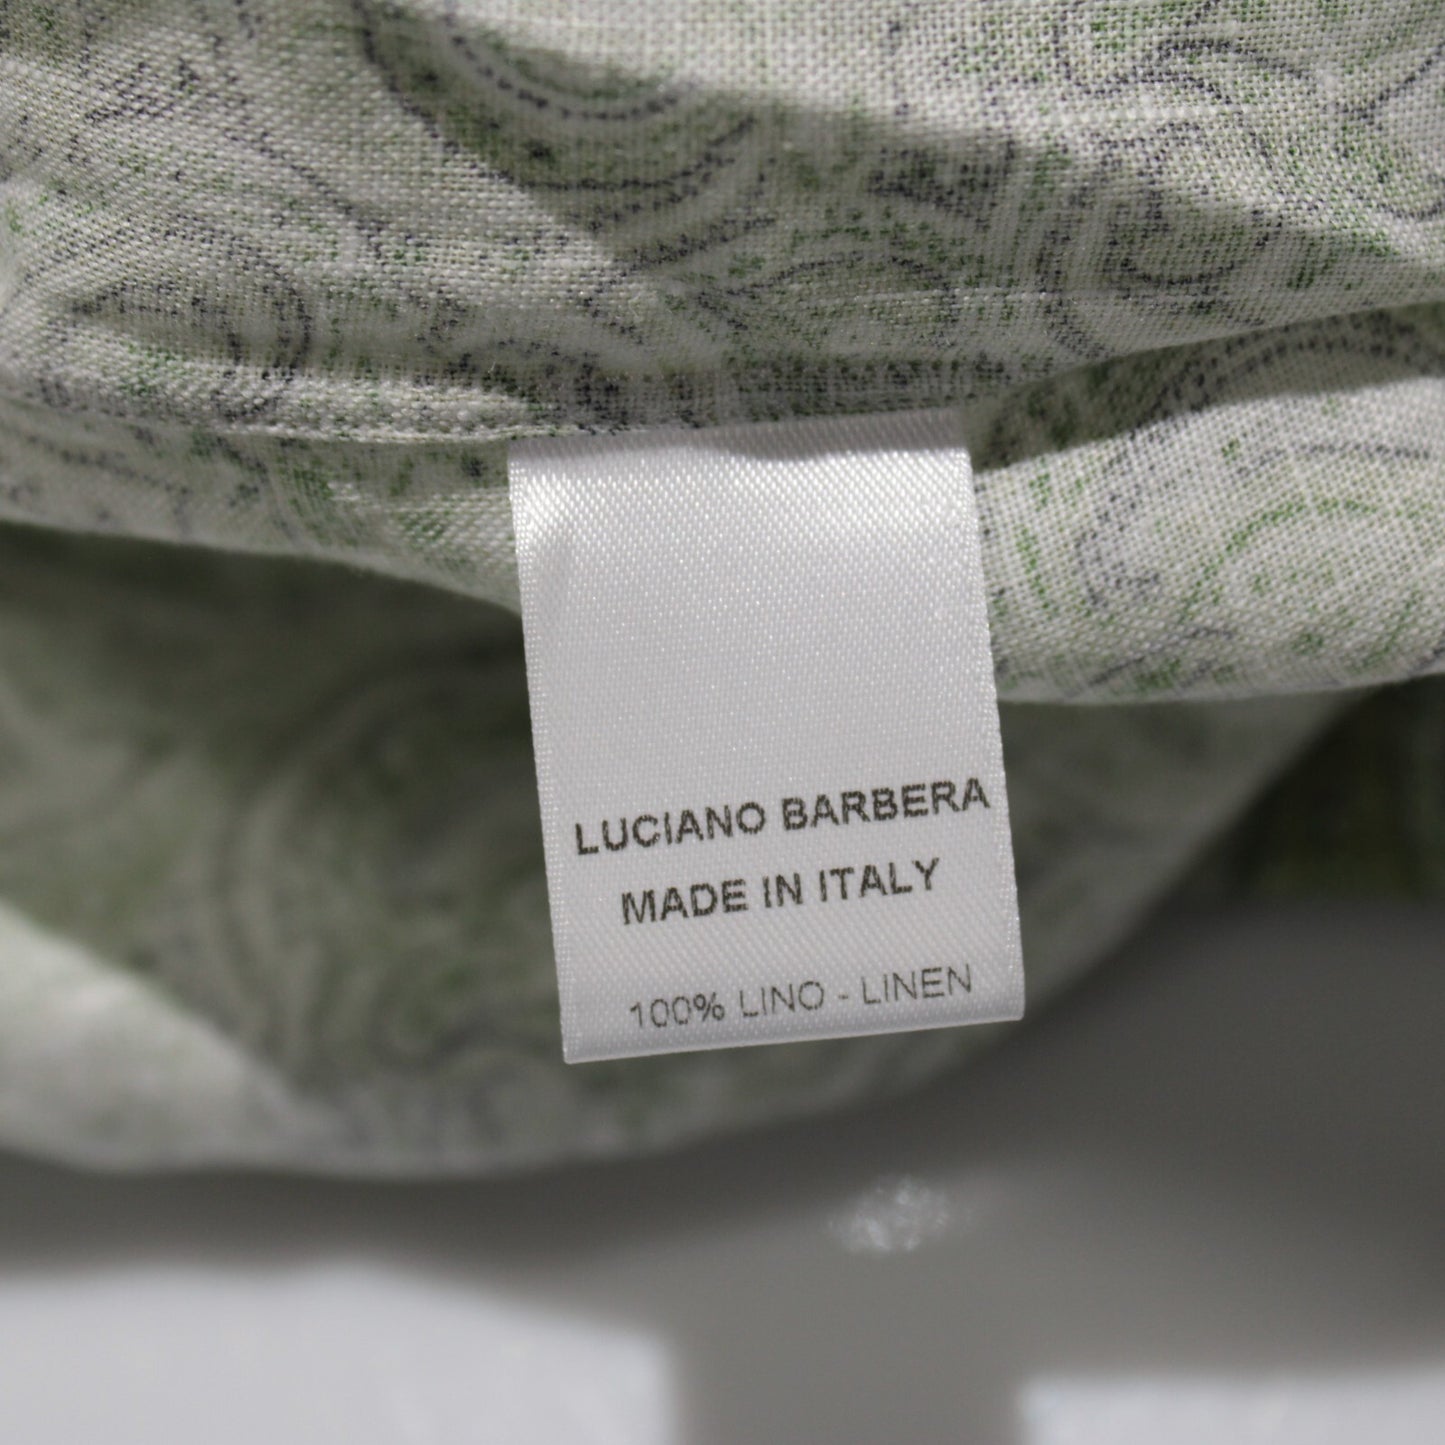 LUCIANO BARBERA
MADE IN ITALY
100% LINO - LINEN